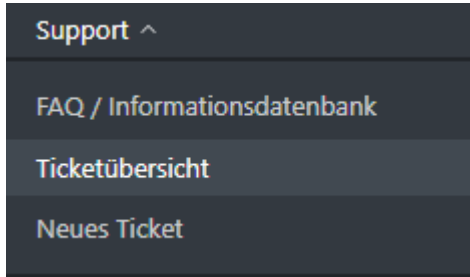 Support ^
FAQ / Informationsdatenbank
Ticketübersicht
Neues Ticket